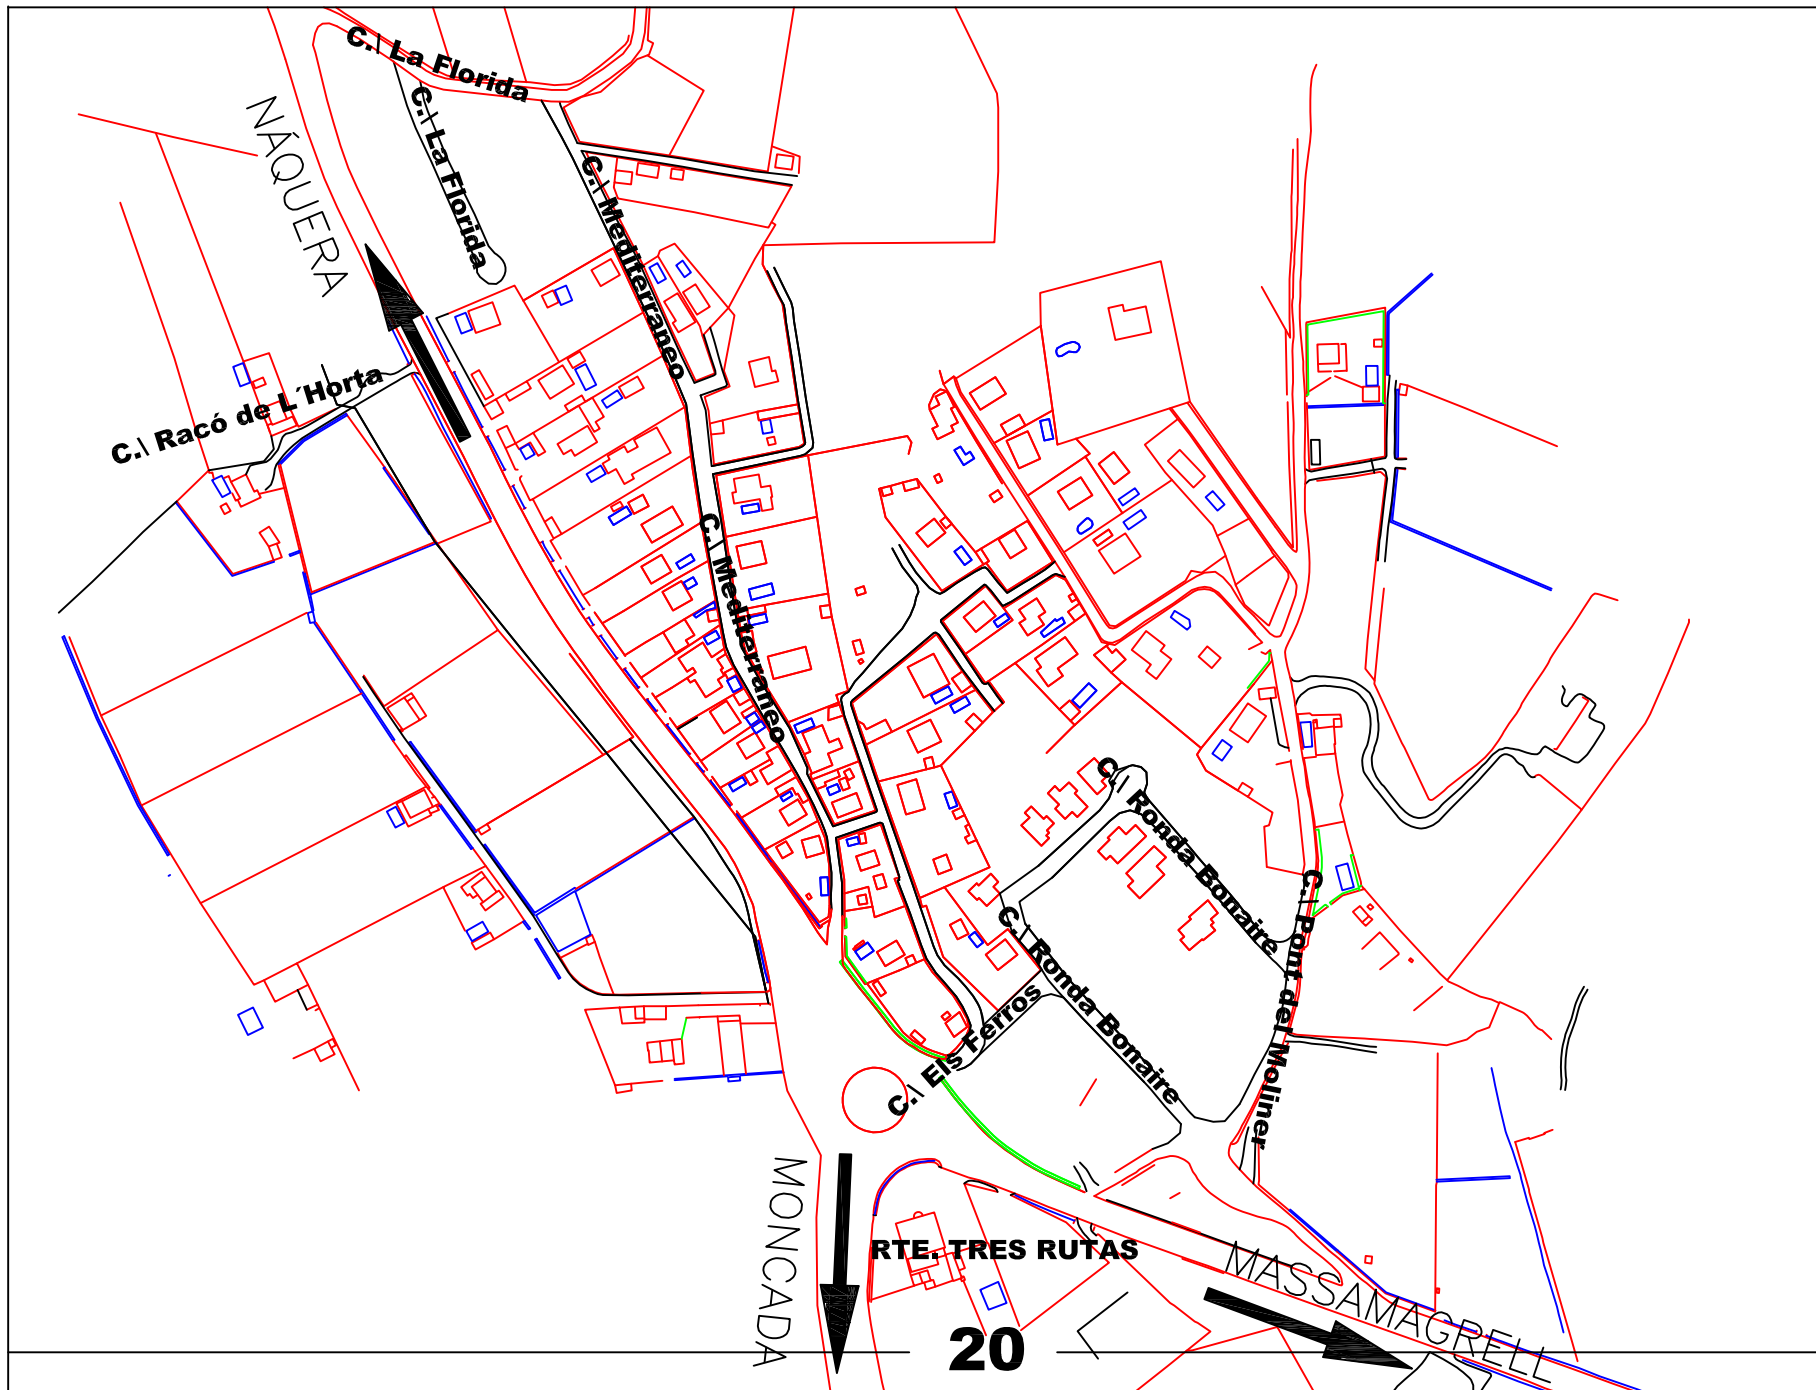 C.\ La Florida
C.\ La Florida
NÁQUERA
C.\ Mediterraneo
C.\ Racó de L´Horta
C.\ Mediterraneo
C.\ Ronda Bonaire
C.\ Pont del Moliner
C.\ Ronda Bonaire
C.\ Els Ferros
MONCADA
RTE. TRES RUTAS
MASSAMAGRELL
20